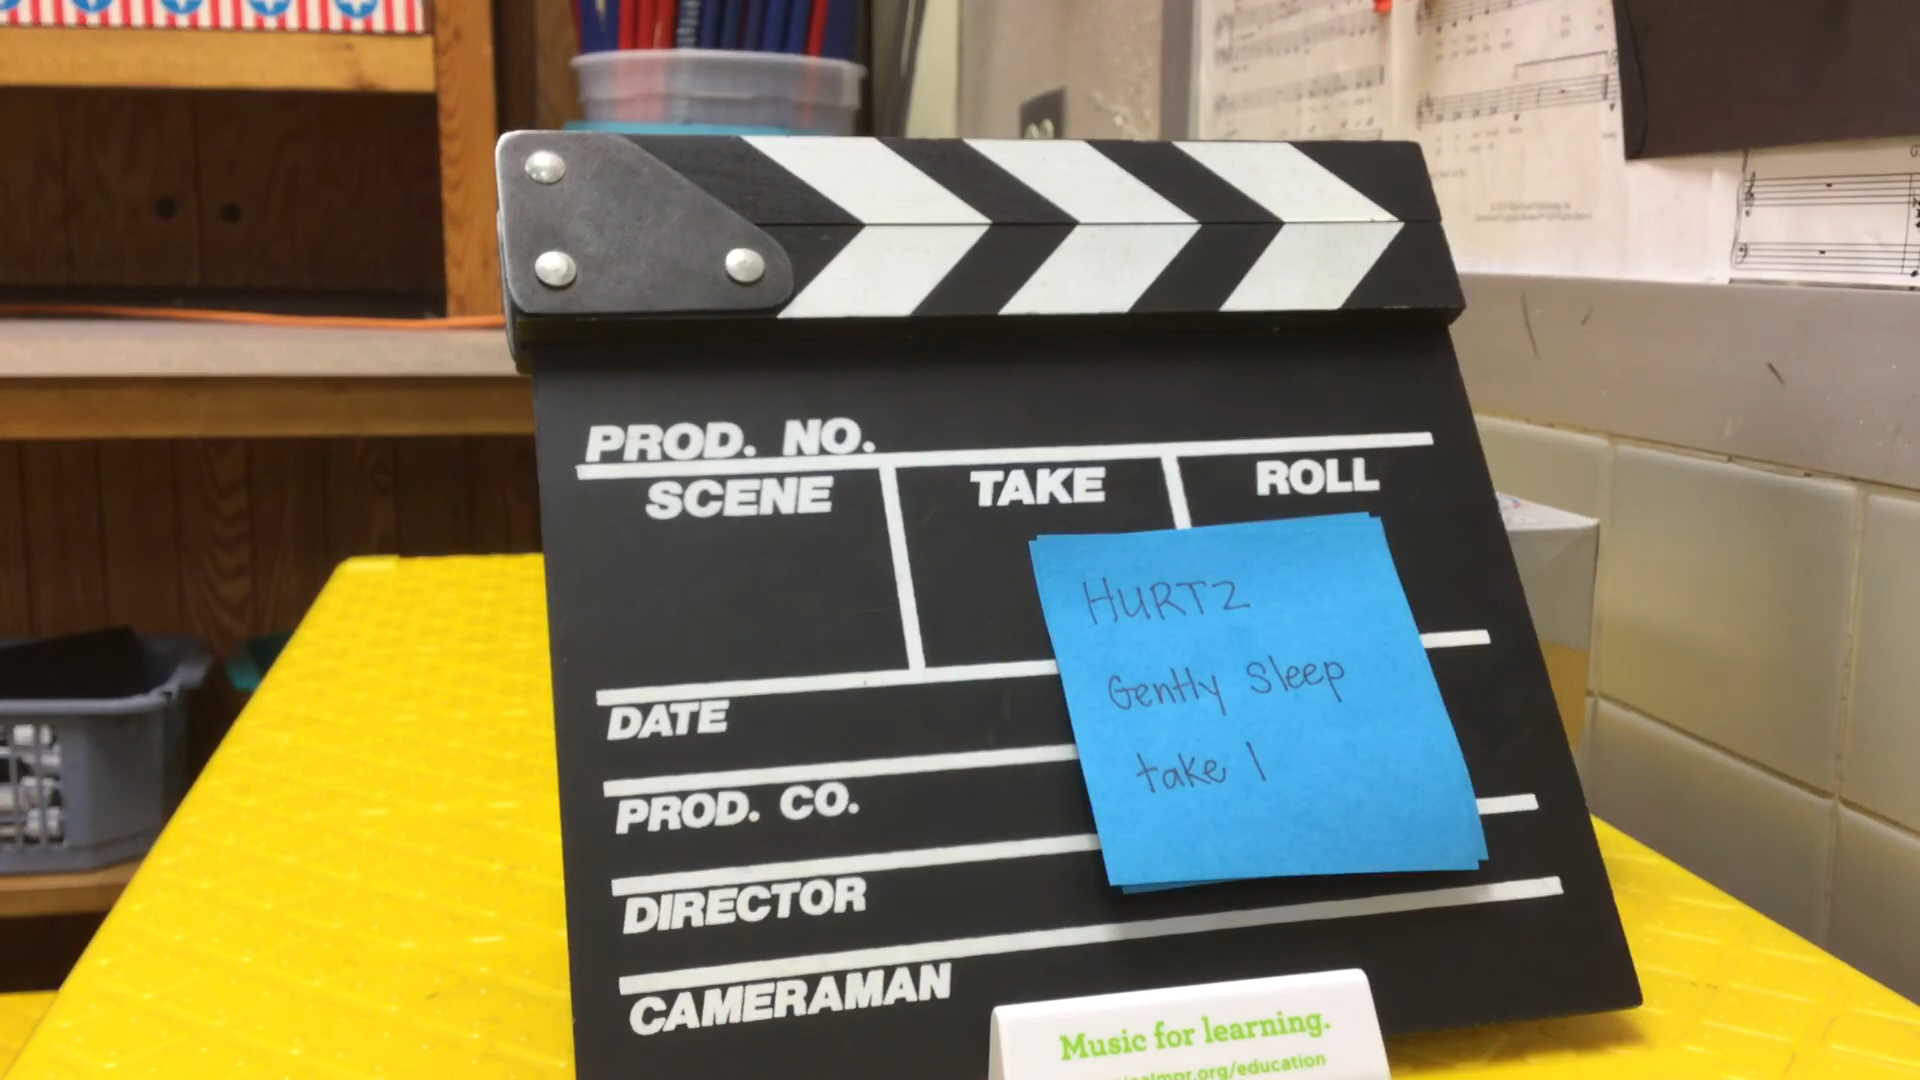 PROD. NO.
SCENE
TAKE
ROLL
HURTZ
Gently Sleep
take 1
DATE
PROD. CO.
DIRECTOR
CAMERAMAN
Music for learning.